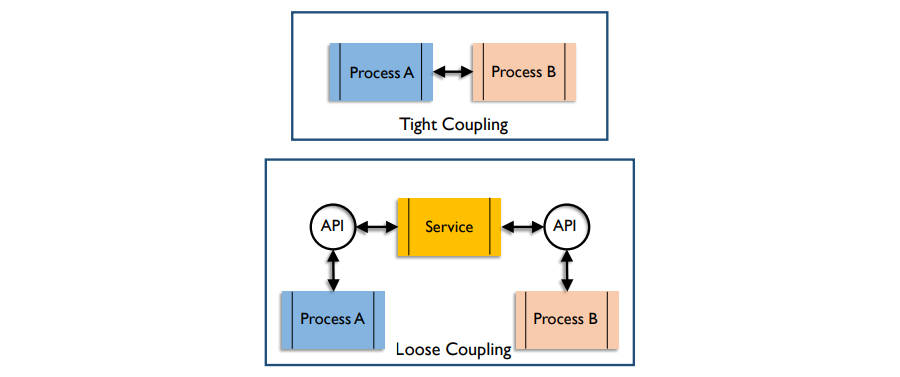 Process A
Process B
Tight Coupling
API
Service
API
Process A
Process B
Loose Coupling